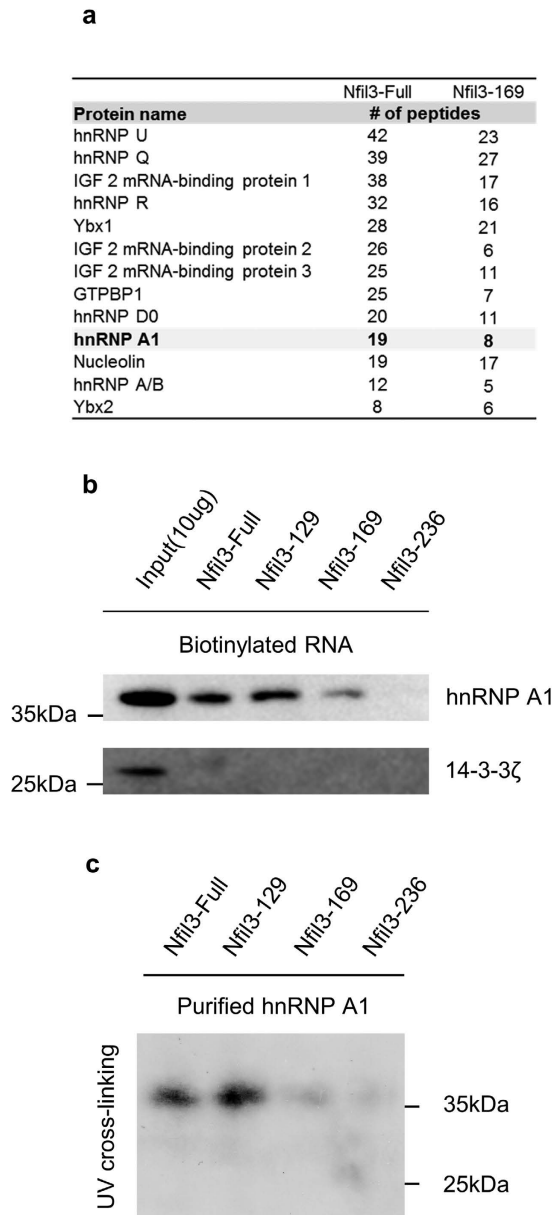 a
Nfil3-Full Nfil3-169
Protein name # of peptides
hnRNP U 42 23
hnRNP Q 39 27
IGF 2 mRNA-binding protein 1 38 17
hnRNP R 32 16
Ybx1 28 21
IGF 2 mRNA-binding protein 2 26 6
IGF 2 mRNA-binding protein 3 25 11
GTPBP1 25 7
hnRNP D0 20 11
hnRNP A1 19 8
Nucleolin 19 17
hnRNP A/B 12 5
Ybx2 8 6
b
Input(10ug) Nfil3-Full Nfil3-129 Nfil3-169 Nfil3-236
Biotinylated RNA
hnRNP A1
35kDa
14-3-3ζ
25kDa
c
Nfil3-Full Nfil3-129 Nfil3-169 Nfil3-236
Purified hnRNP A1
UV cross-linking
35kDa
25kDa